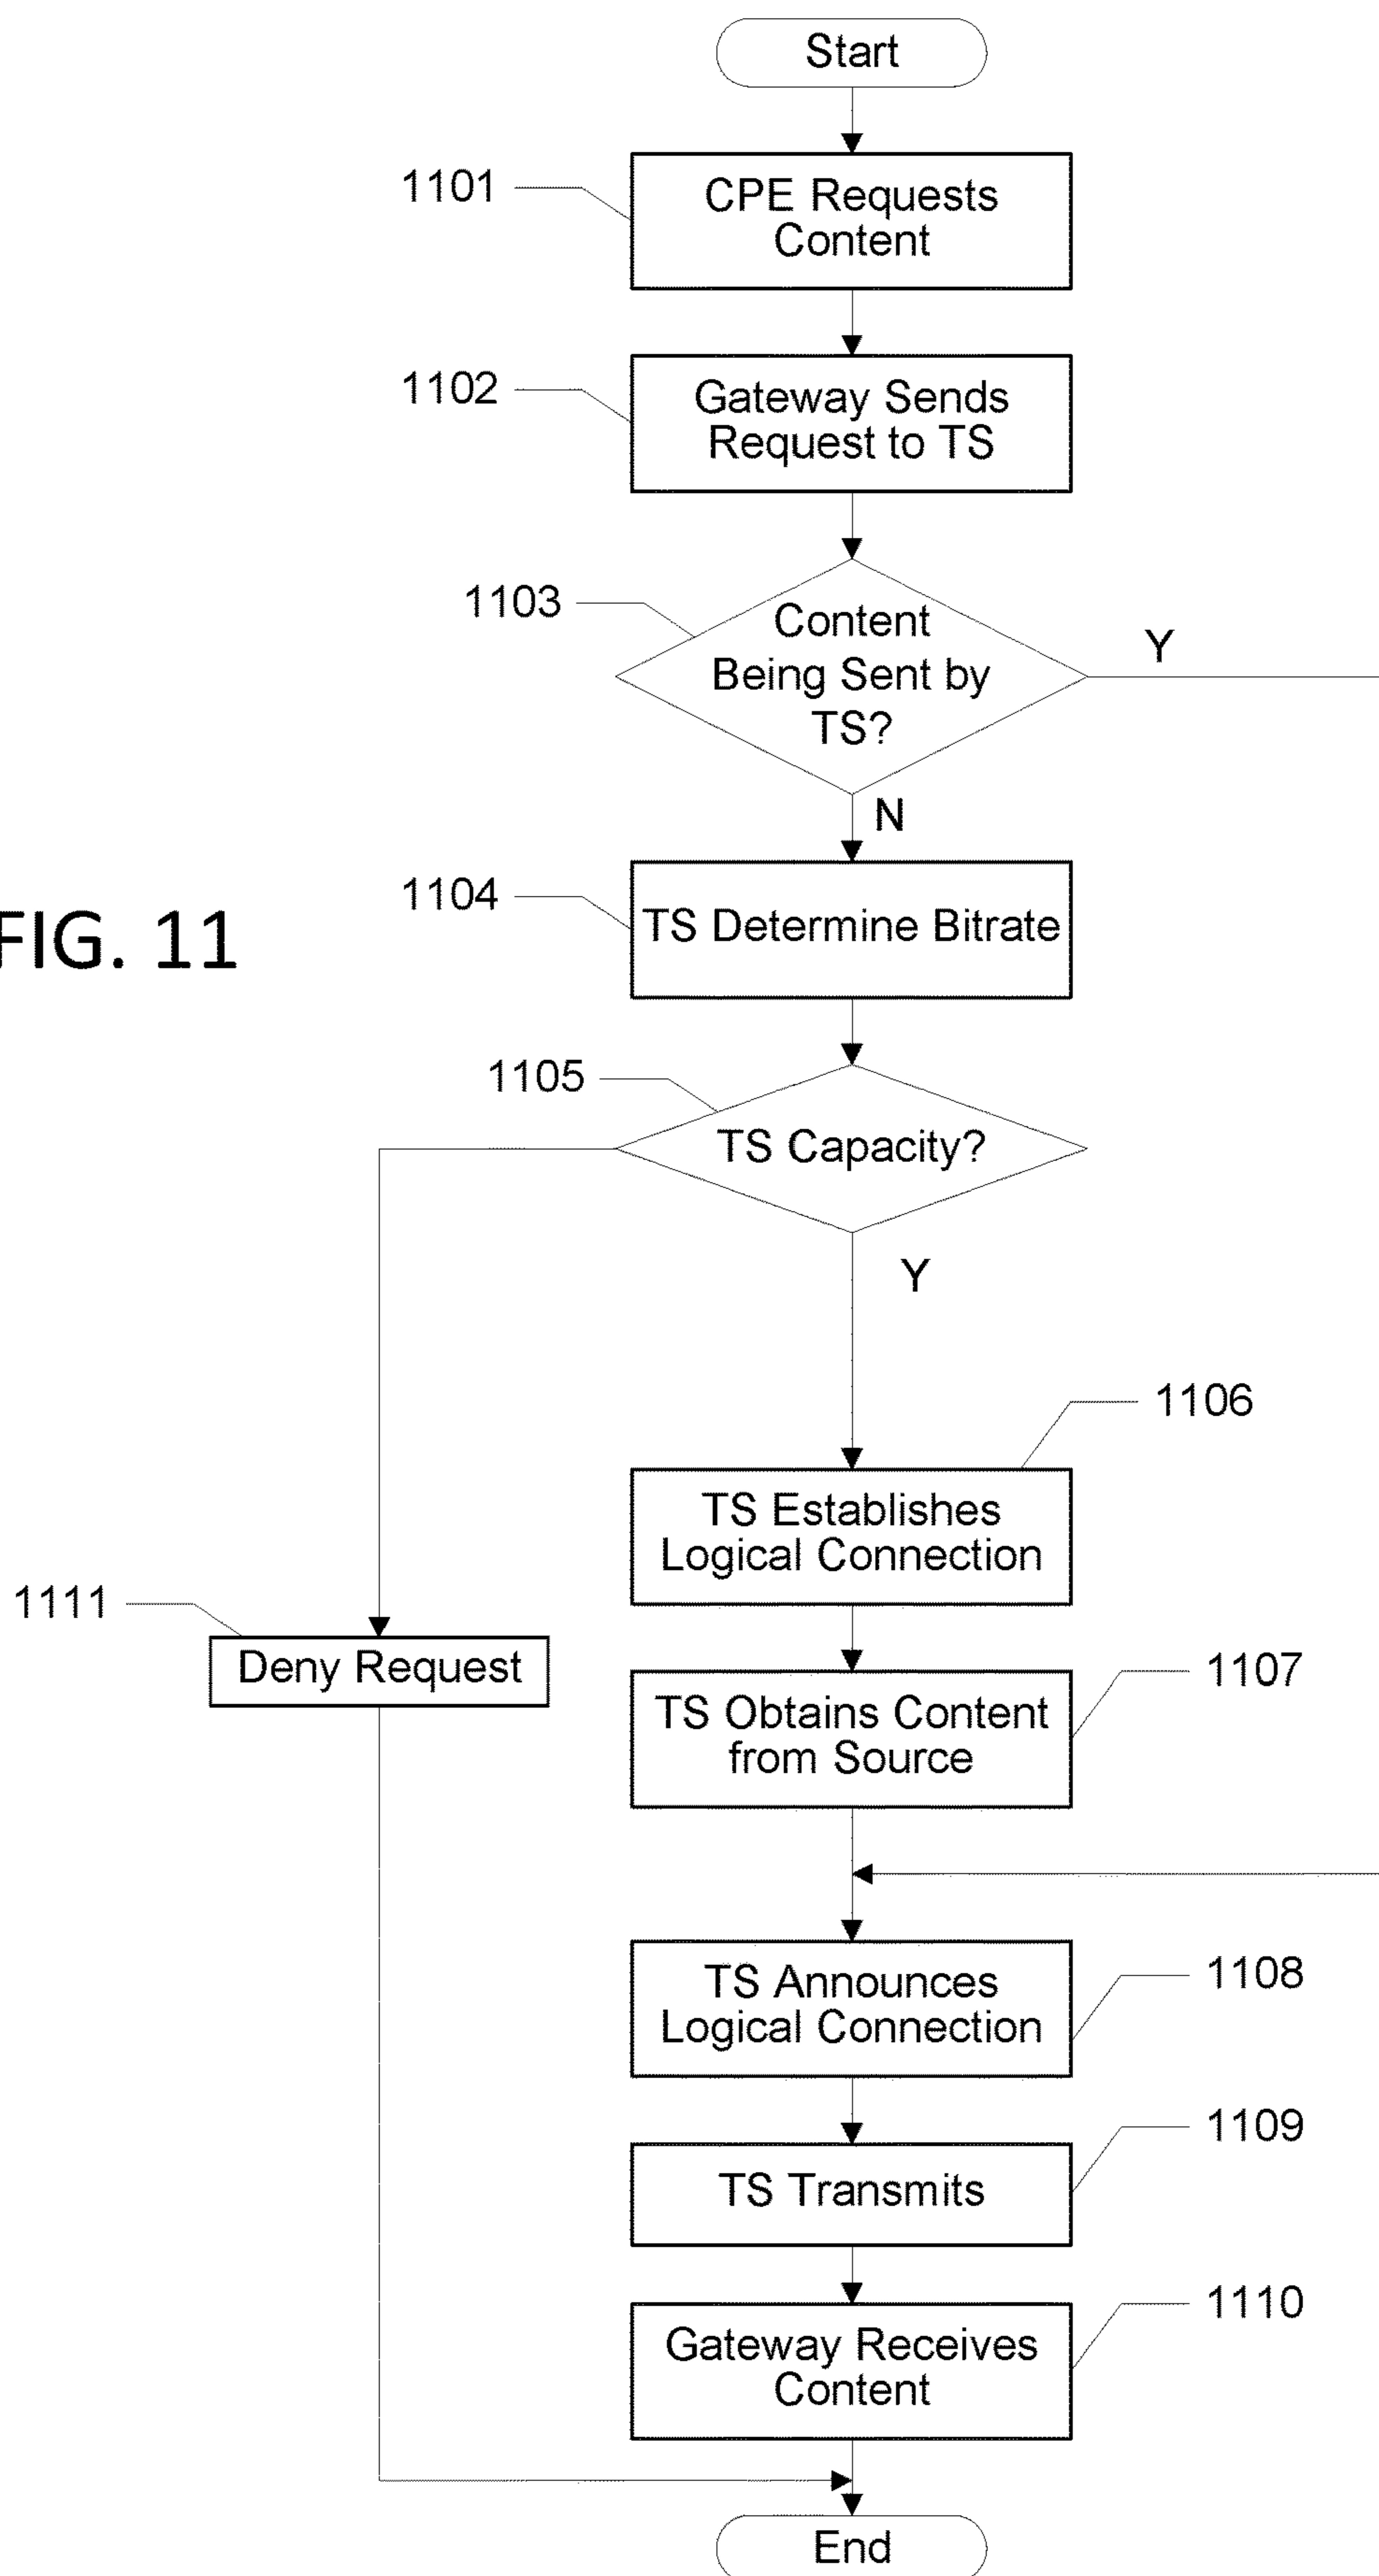 Start
1101
CPE Requests
Content
1102
Gateway Sends
Request to TS
1103
Content
Being Sent by
TS?
Y
N
1104
TS Determine Bitrate
FIG. 11
1105
TS Capacity?
Y
1106
TS Establishes
Logical Connection
1111
Deny Request
1107
TS Obtains Content
from Source
1108
TS Announces
Logical Connection
1109
TS Transmits
1110
Gateway Receives
Content
End